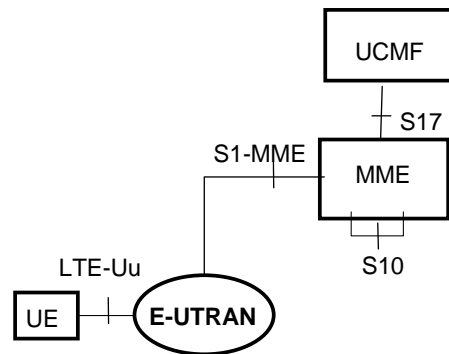 UCMF
S17
S1-MME
MME
S10
LTE-Uu
UE
E-UTRAN